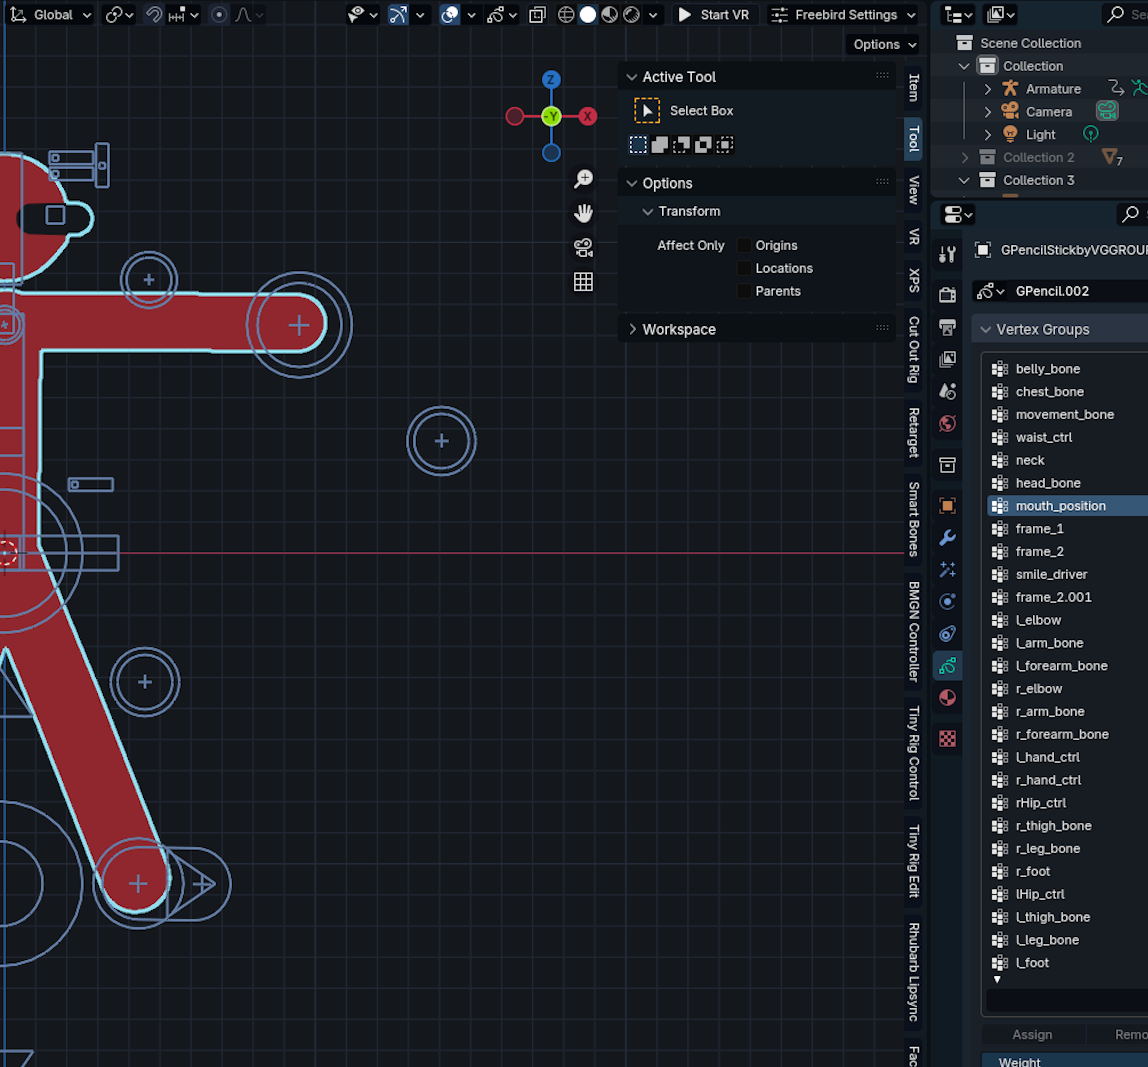 Global
Start VR
Freebird Settings
Options
Z
-Y
X
Active Tool
Select Box
Options
Transform
Affect Only
Origins
Locations
Parents
Workspace
Item
Tool
View
VR
XPS
Cut Out Rig
Retarget
Smart Bones
BMGN Controller
Tiny Rig Control
Tiny Rig Edit
Rhubarb Lipsync
Fac
Se
Scene Collection
Collection
Armature
Camera
Light
Collection 2
7
Collection 3
GPencilStickbyVGGROU
GPencil.002
Vertex Groups
belly_bone
chest_bone
movement_bone
waist_ctrl
neck
head_bone
mouth_position
frame_1
frame_2
smile_driver
frame_2.001
l_elbow
l_arm_bone
l_forearm_bone
r_elbow
r_arm_bone
r_forearm_bone
l_hand_ctrl
r_hand_ctrl
rHip_ctrl
r_thigh_bone
r_leg_bone
r_foot
lHip_ctrl
l_thigh_bone
l_leg_bone
l_foot
Assign
Remo
Weight